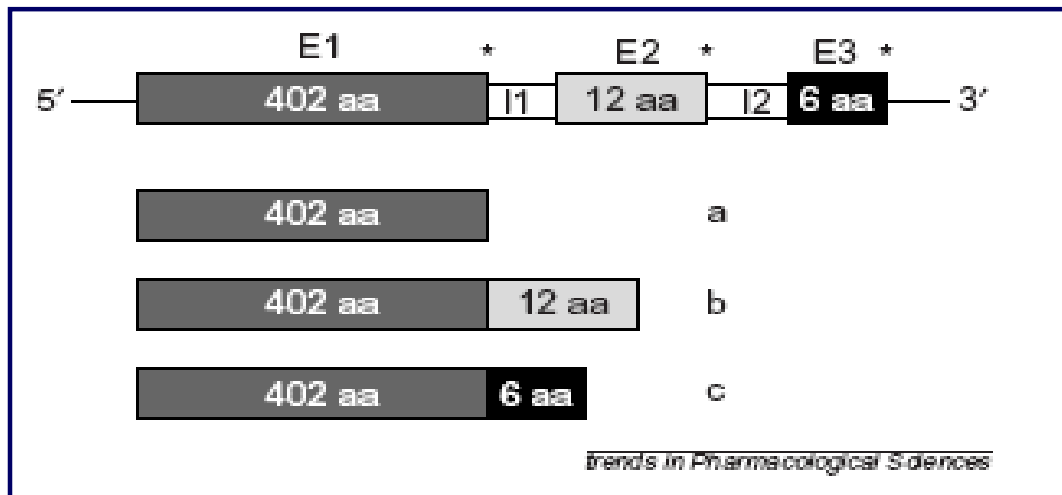 E1 * E2 * E3 *
5′ 402 aa I1 12 aa I2 6 aa 3′
402 aa a
402 aa 12 aa b
402 aa 6 aa c
trends in Pharmacological Sciences